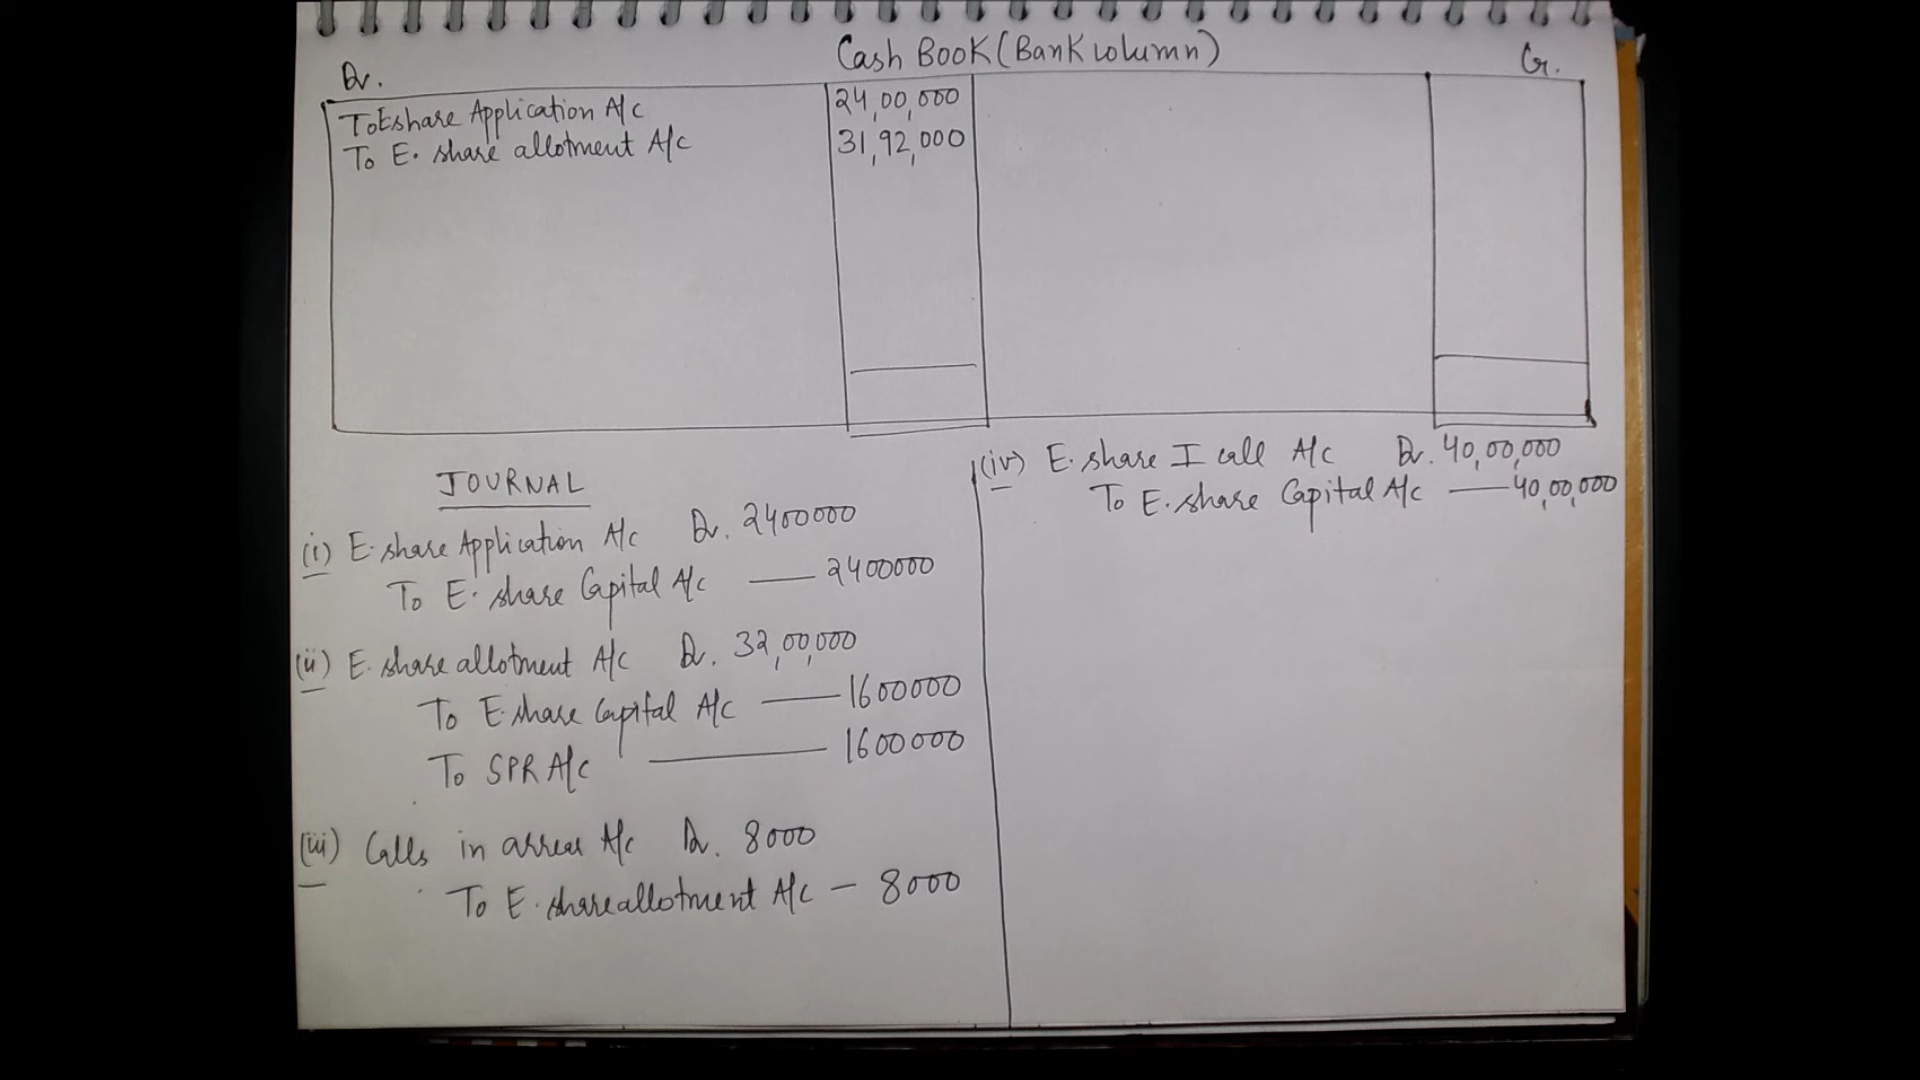 Cash Book (Bank column)
Dr.
Cr.
To E share Application A/c 24,00,000
To E. share allotment A/c 31,92,000
JOURNAL
(i) E. share Application A/c Dr. 2400000
To E. share Capital A/c — 2400000
(ii) E. share allotment A/c Dr. 32,00,000
To E. share Capital A/c — 1600000
To SPR A/c — 1600000
(iii) Calls in arrear A/c Dr. 8000
To E. share allotment A/c — 8000
(iv) E. share I call A/c Dr. 40,00,000
To E. share Capital A/c — 40,00,000